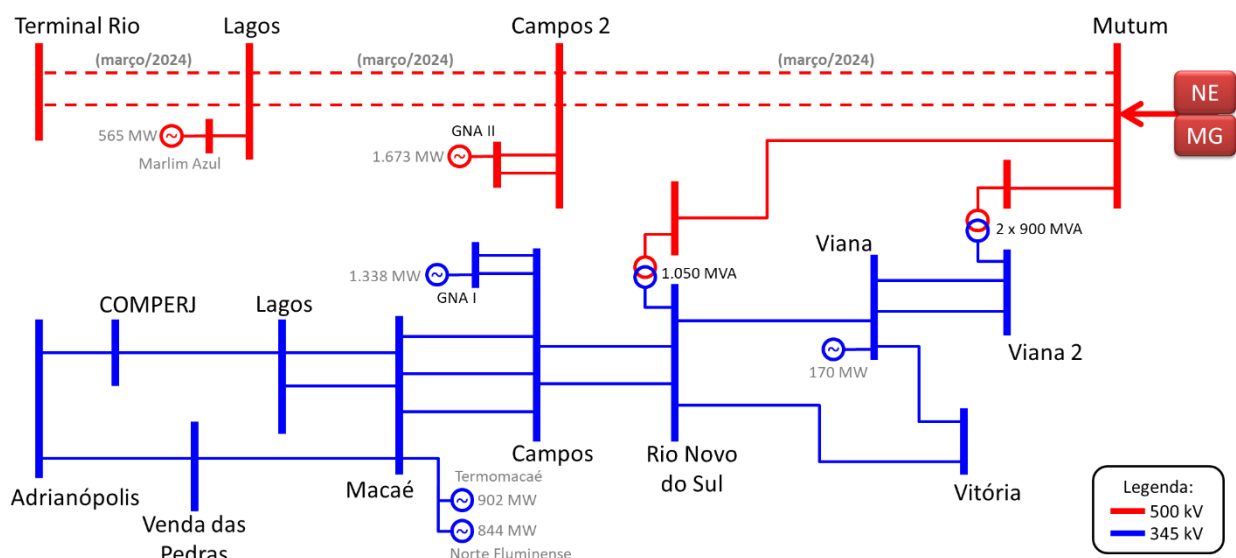 Terminal Rio
Lagos
Campos 2
Mutum
(março/2024)
(março/2024)
(março/2024)
NE
MG
565 MW
Marlim Azul
GNA II
1.673 MW
2 x 900 MVA
Viana
1.338 MW
GNA I
1.050 MVA
COMPERJ
Lagos
170 MW
Viana 2
Adrianópolis
Venda das
Pedras
Macaé
Termomacaé
902 MW
844 MW
Norte Fluminense
Campos
Rio Novo
do Sul
Vitória
Legenda:
500 kV
345 kV